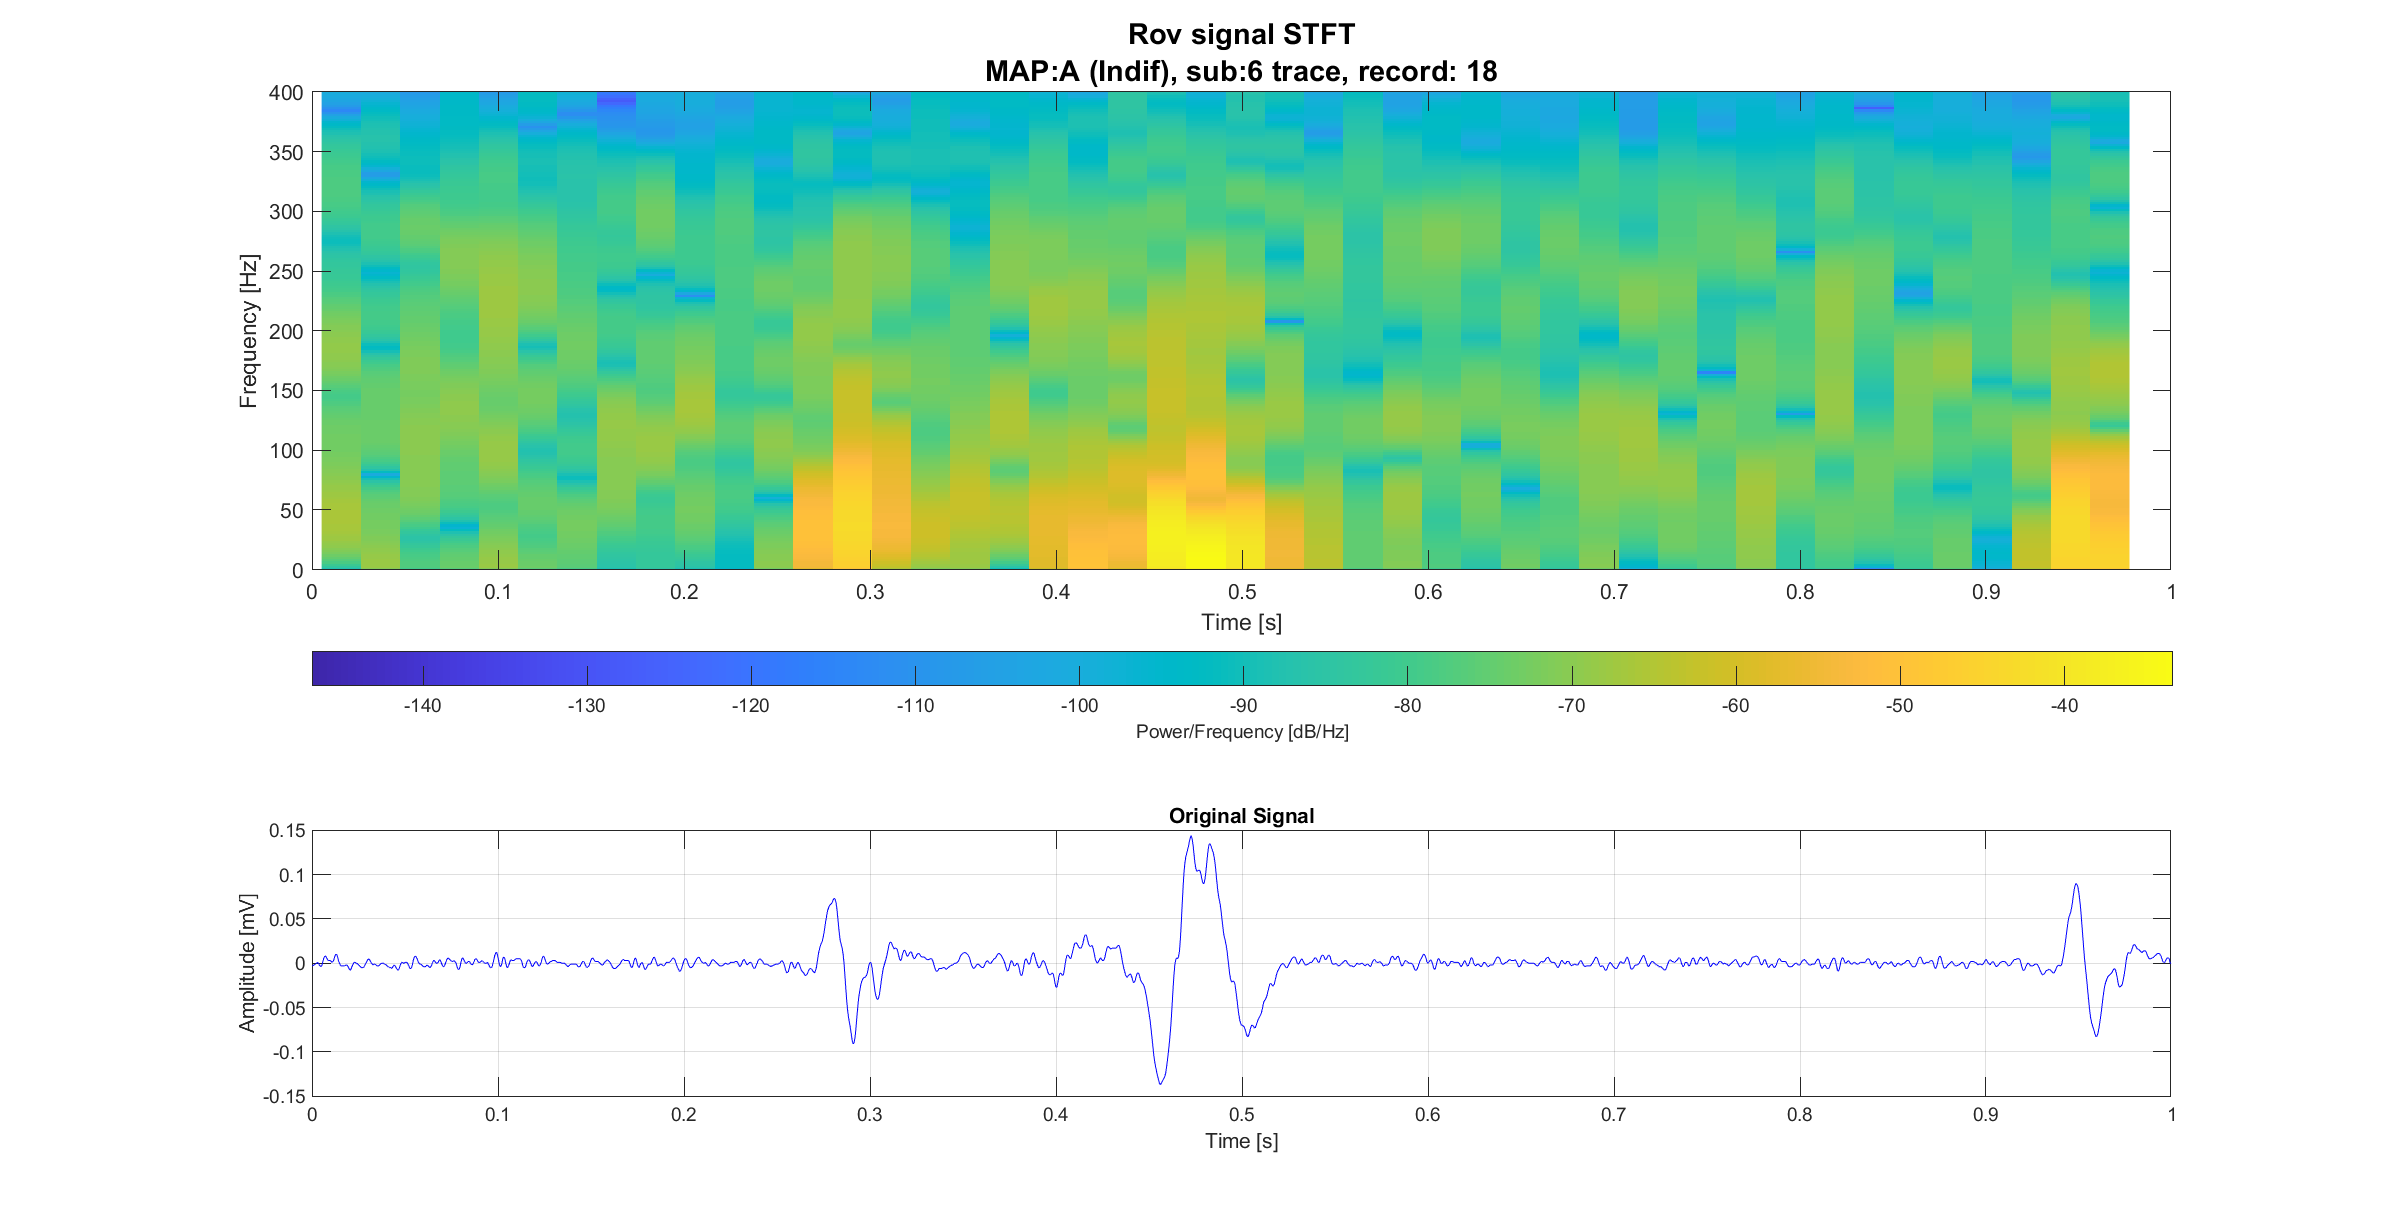 Rov signal STFT
MAP:A (Indif), sub:6 trace, record: 18
400
350
300
250
200
150
100
50
0
Frequency [Hz]
0 0.1 0.2 0.3 0.4 0.5 0.6 0.7 0.8 0.9 1
Time [s]
-140 -130 -120 -110 -100 -90 -80 -70 -60 -50 -40
Power/Frequency [dB/Hz]
Original Signal
0.15
0.1
0.05
0
-0.05
-0.1
-0.15
Amplitude [mV]
0 0.1 0.2 0.3 0.4 0.5 0.6 0.7 0.8 0.9 1
Time [s]